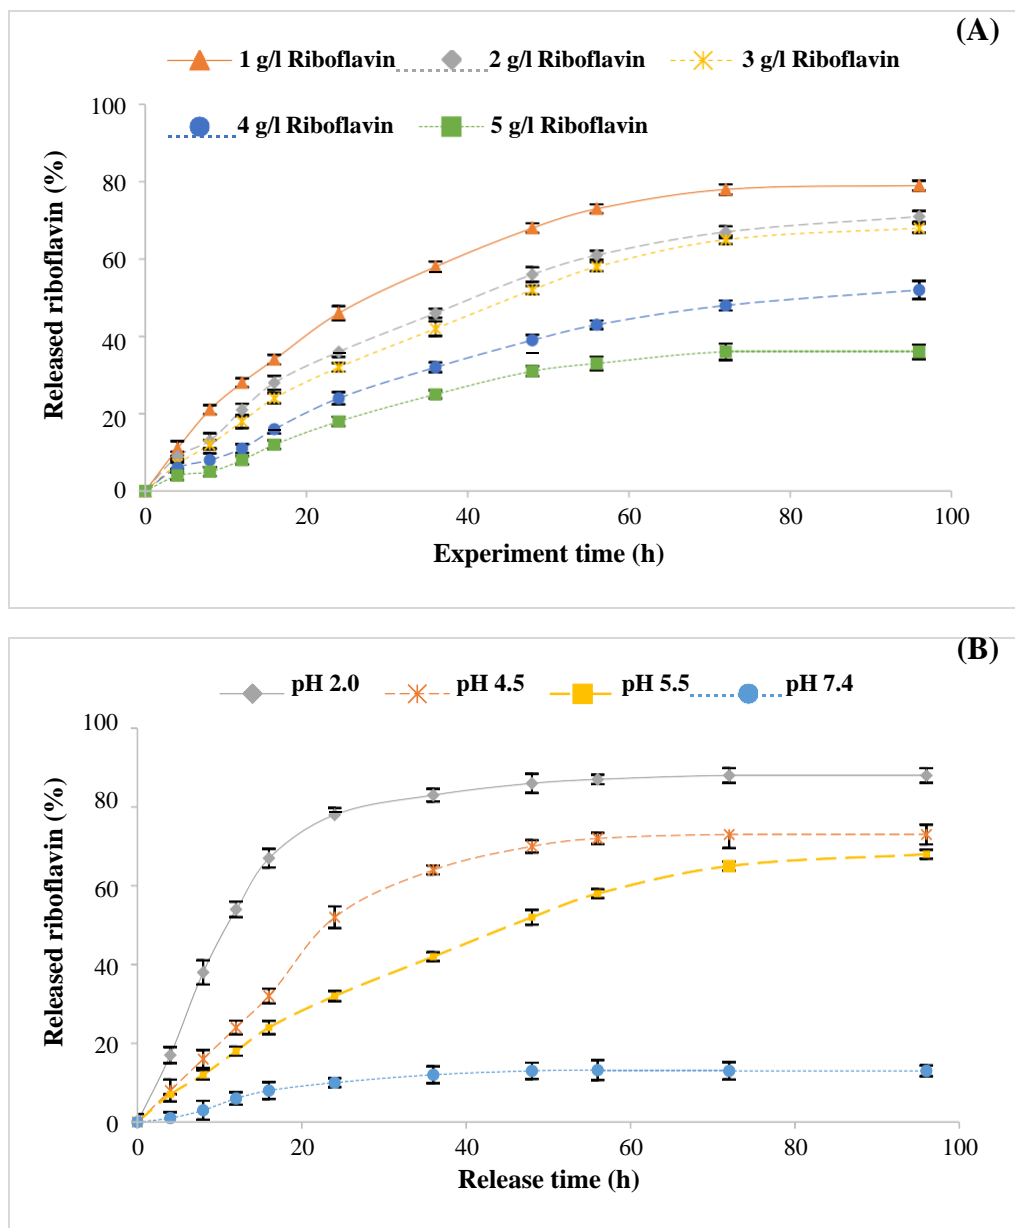 (A)
1 g/l Riboflavin 2 g/l Riboflavin 3 g/l Riboflavin
4 g/l Riboflavin 5 g/l Riboflavin
100
80
60
40
20
0
0 20 40 60 80 100
Released riboflavin (%)
Experiment time (h)
(B)
pH 2.0 pH 4.5 pH 5.5 pH 7.4
100
80
60
40
20
0
0 20 40 60 80 100
Released riboflavin (%)
Release time (h)